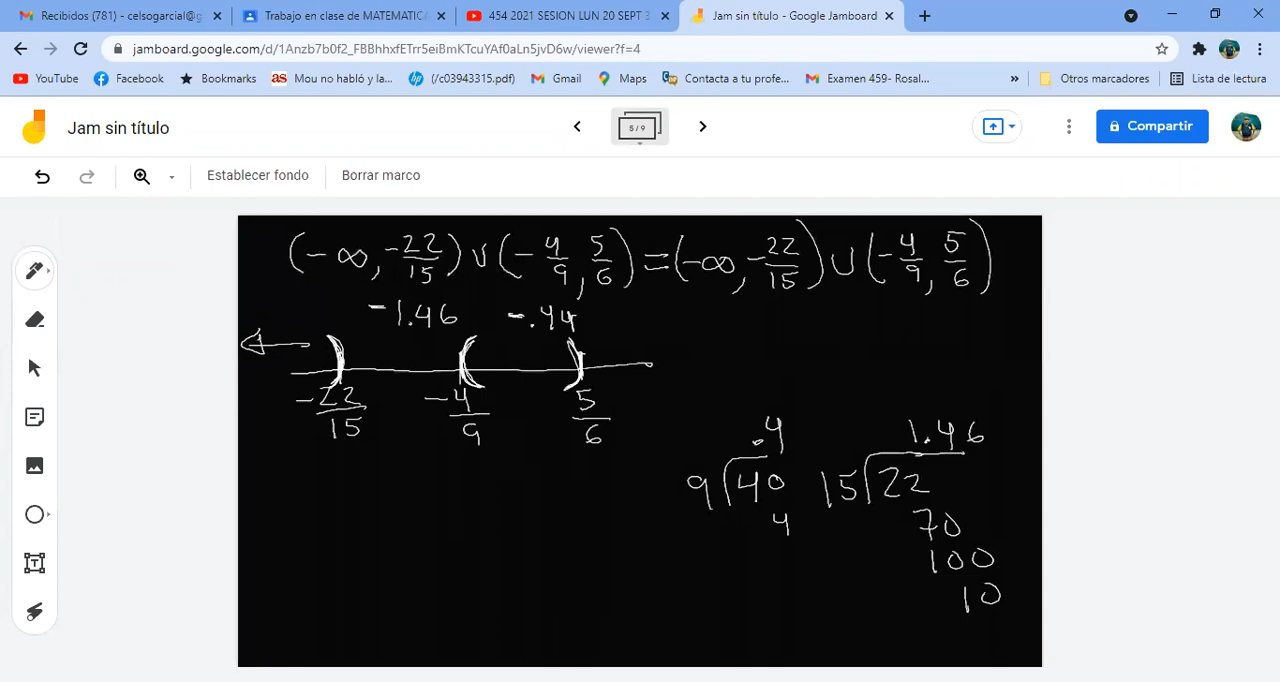 Recibidos (781) - celsogarcial@g
Trabajo en clase de MATEMATICA
454 2021 SESION LUN 20 SEPT 3
Jam sin título - Google Jamboard
jamboard.google.com/d/1Anzb7b0f2_FBBhhxfETrr5eiBmKTcuYAf0aLn5jvD6w/viewer?f=4
YouTube Facebook Bookmarks as Mou no habló y la... (/c03943315.pdf) Gmail Maps Contacta a tu profe... Examen 459- Rosal... » Otros marcadores Lista de lectura
Jam sin título
5 / 9
Compartir
Establecer fondo Borrar marco
(-∞, -22/15) ∪ (-4/9, 5/6) = (-∞, -22/15) ∪ (-4/9, 5/6)
-1.46 -.44
-22/15 -4/9 5/6
.4 1.46
9 40 15 22
4 70
100
10